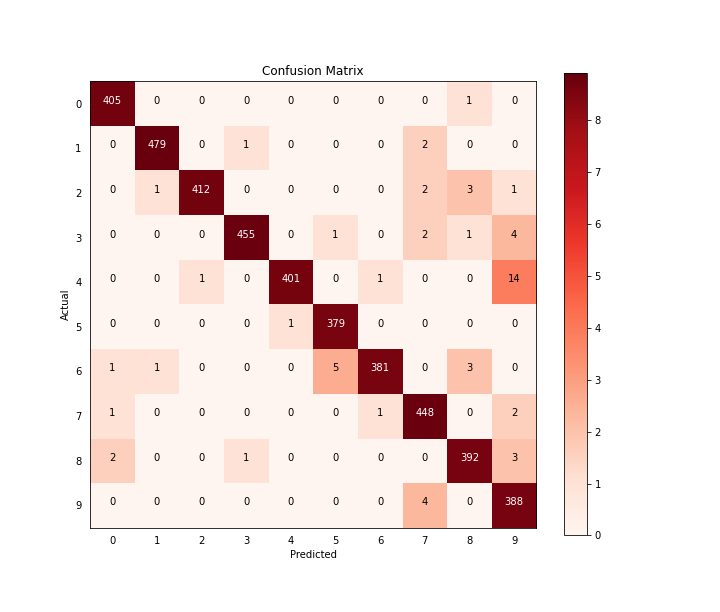 Confusion Matrix
0 405 0 0 0 0 0 0 0 1 0
1 0 479 0 1 0 0 0 2 0 0
2 0 1 412 0 0 0 0 2 3 1
3 0 0 0 455 0 1 0 2 1 4
4 0 0 1 0 401 0 1 0 0 14
5 0 0 0 0 1 379 0 0 0 0
6 1 1 0 0 0 5 381 0 3 0
7 1 0 0 0 0 0 1 448 0 2
8 2 0 0 1 0 0 0 0 392 3
9 0 0 0 0 0 0 0 4 0 388
0 1 2 3 4 5 6 7 8 9
Predicted
Actual
8
7
6
5
4
3
2
1
0